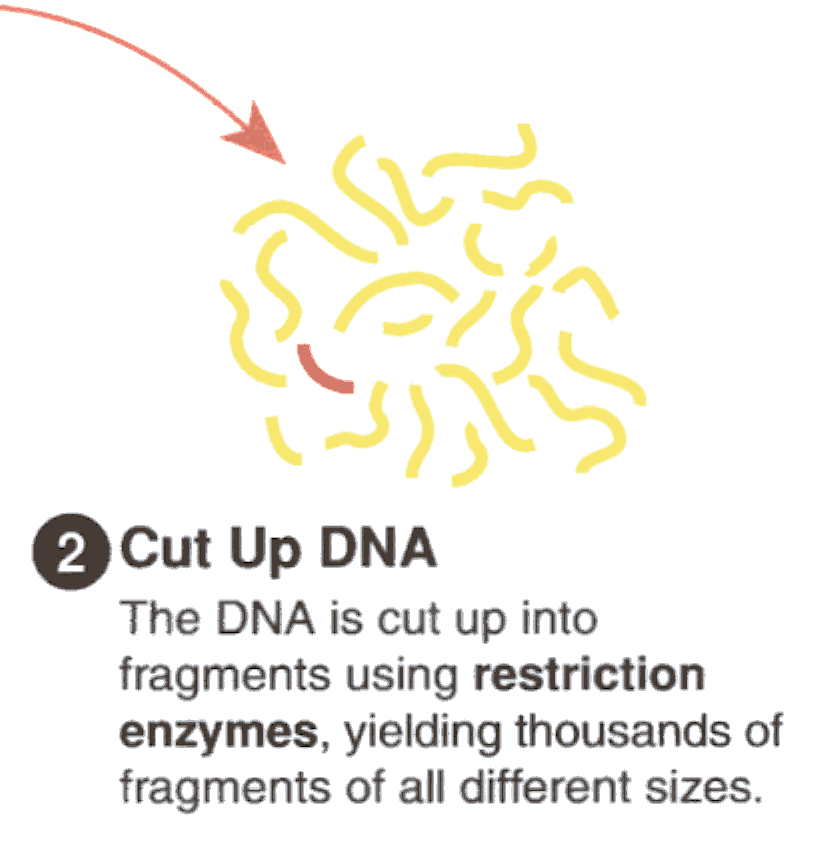 2 Cut Up DNA
The DNA is cut up into
fragments using restriction
enzymes, yielding thousands of
fragments of all different sizes.